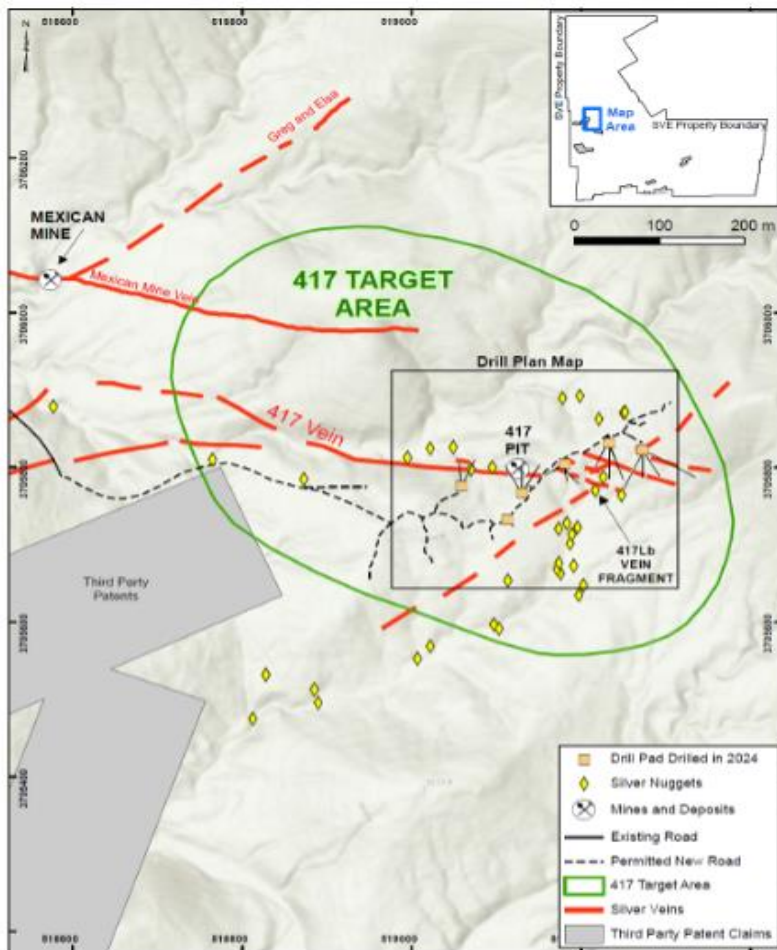 N
SVE Property Boundary
Map
Area
SVE Property Boundary
0 100 200 m
Greg and Elsa
MEXICAN
MINE
Mexican Mine Vein
417 TARGET
AREA
Drill Plan Map
417 Vein
417
PIT
417Lb
VEIN
FRAGMENT
Third Party
Patents
Drill Pad Drilled in 2024
Silver Nuggets
Mines and Deposits
Existing Road
Permitted New Road
417 Target Area
Silver Veins
Third Party Patent Claims